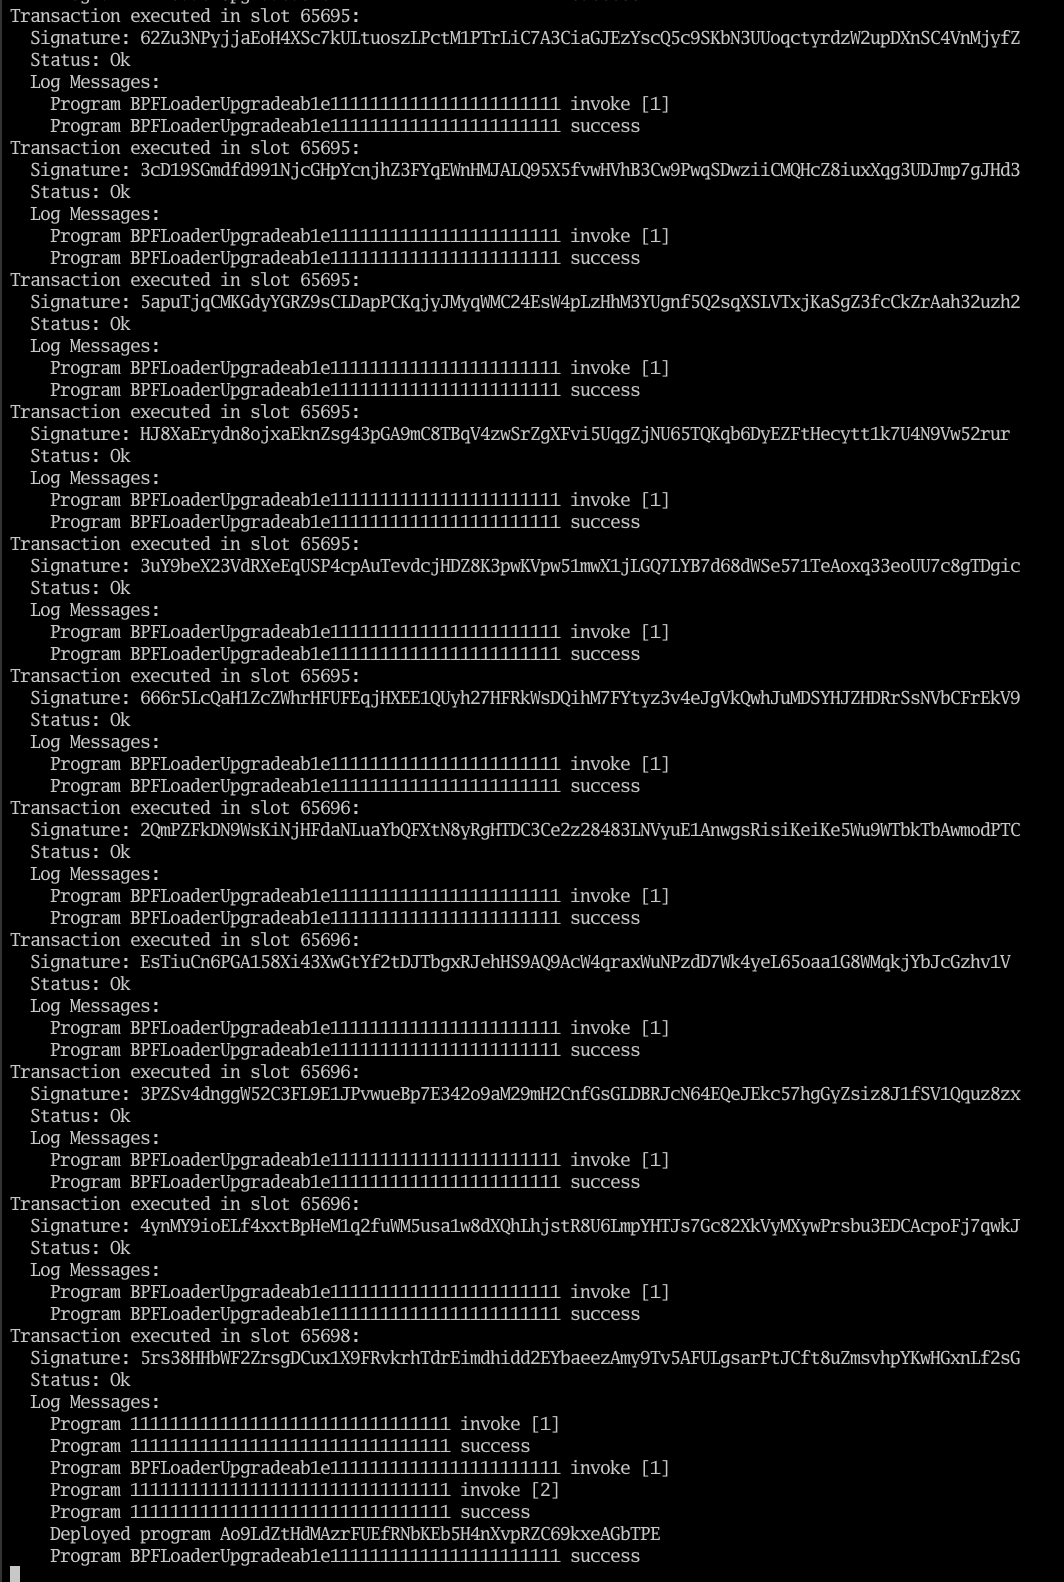 Transaction executed in slot 65695:
Signature: 62Zu3NPyjjaEoH4XSc7kULtuoszLPctM1PTrLiC7A3CiaGJEzYscQ5c9SKbN3UUoqctyrdzW2upDXnSC4VnMjyfZ
Status: Ok
Log Messages:
Program BPFLoaderUpgradeab1e11111111111111111111111 invoke [1]
Program BPFLoaderUpgradeab1e11111111111111111111111 success
Transaction executed in slot 65695:
Signature: 3cD19SGmdfd991NjcGHpYcnjhZ3FYqEWnHMJALQ95X5fvwHVhB3Cw9PwqSDwziiCMQHcZ8iuxXqg3UDJmp7gJHd3
Status: Ok
Log Messages:
Program BPFLoaderUpgradeab1e11111111111111111111111 invoke [1]
Program BPFLoaderUpgradeab1e11111111111111111111111 success
Transaction executed in slot 65695:
Signature: 5apuTjqCMKGdyYGRZ9sCLDapPCKqjyJMyqWMC24EsW4pLzHhM3YUgnf5Q2sqXSLVTxjKaSgZ3fcCkZrAah32uzh2
Status: Ok
Log Messages:
Program BPFLoaderUpgradeab1e11111111111111111111111 invoke [1]
Program BPFLoaderUpgradeab1e11111111111111111111111 success
Transaction executed in slot 65695:
Signature: HJ8XaErydn8ojxaEknZsg43pGA9mC8TBqV4zwSrZgXFvi5UqgZjNU65TQKqb6DyEZFtHecytt1k7U4N9Vw52rur
Status: Ok
Log Messages:
Program BPFLoaderUpgradeab1e11111111111111111111111 invoke [1]
Program BPFLoaderUpgradeab1e11111111111111111111111 success
Transaction executed in slot 65695:
Signature: 3uY9beX23VdRXeEqUSP4cpAuTevdcjHDZ8K3pwKVpw51mwX1jLGQ7LYB7d68dWSe571TeAoxq33eoUU7c8gTDgic
Status: Ok
Log Messages:
Program BPFLoaderUpgradeab1e11111111111111111111111 invoke [1]
Program BPFLoaderUpgradeab1e11111111111111111111111 success
Transaction executed in slot 65695:
Signature: 666r5LcQaH1ZcZWhrHFUFEqjHXEE1QUyh27HFRkWsDQihM7FYtyz3v4eJgVkQwhJuMDSYHJZHDRrSsNVbCFrEkV9
Status: Ok
Log Messages:
Program BPFLoaderUpgradeab1e11111111111111111111111 invoke [1]
Program BPFLoaderUpgradeab1e11111111111111111111111 success
Transaction executed in slot 65696:
Signature: 2QmPZFkDN9WsKiNjHFdaNLuaYbQFXtN8yRgHTDC3Ce2z28483LNVyuE1AnwgsRisiKeiKe5Wu9WTbkTbAwmodPTC
Status: Ok
Log Messages:
Program BPFLoaderUpgradeab1e11111111111111111111111 invoke [1]
Program BPFLoaderUpgradeab1e11111111111111111111111 success
Transaction executed in slot 65696:
Signature: EsTiuCn6PGA158Xi43XwGtYf2tDJTbgxRJehHS9AQ9AcW4qraxWuNPzdD7Wk4yeL65oaa1G8WMqkjYbJcGzhv1V
Status: Ok
Log Messages:
Program BPFLoaderUpgradeab1e11111111111111111111111 invoke [1]
Program BPFLoaderUpgradeab1e11111111111111111111111 success
Transaction executed in slot 65696:
Signature: 3PZSv4dnggW52C3FL9E1JPvwueBp7E342o9aM29mH2CnfGsGLDBRJcN64EQeJEkc57hgGyZsiz8J1fSV1Qquz8zx
Status: Ok
Log Messages:
Program BPFLoaderUpgradeab1e11111111111111111111111 invoke [1]
Program BPFLoaderUpgradeab1e11111111111111111111111 success
Transaction executed in slot 65696:
Signature: 4ynMY9ioELf4xxtBpHeM1q2fuWM5usa1w8dXQhLhjstR8U6LmpYHTJs7Gc82XkVyMXywPrsbu3EDCAcpoFj7qwkJ
Status: Ok
Log Messages:
Program BPFLoaderUpgradeab1e11111111111111111111111 invoke [1]
Program BPFLoaderUpgradeab1e11111111111111111111111 success
Transaction executed in slot 65698:
Signature: 5rs38HHbWF2ZrsgDCux1X9FRvkrhTdrEimdhidd2EYbaeezAmy9Tv5AFULgsarPtJCft8uZmsvhpYKwHGxnLf2sG
Status: Ok
Log Messages:
Program 11111111111111111111111111111111 invoke [1]
Program 11111111111111111111111111111111 success
Program BPFLoaderUpgradeab1e11111111111111111111111 invoke [1]
Program 11111111111111111111111111111111 invoke [2]
Program 11111111111111111111111111111111 success
Deployed program Ao9LdZtHdMAzrFUEfRNbKEb5H4nXvpRZC69kxeAGbTPE
Program BPFLoaderUpgradeab1e11111111111111111111111 success